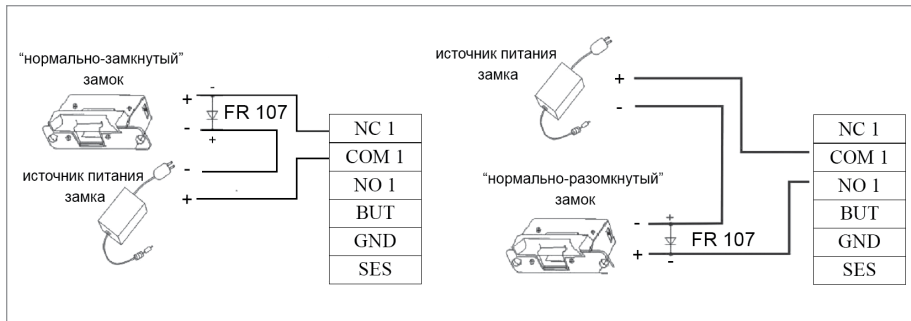 “нормально-замкнутый”
замок
+
-
FR 107
-
+
источник питания
замка
-
+
NC 1
COM 1
NO 1
BUT
GND
SES
источник питания
замка
+
-
“нормально-разомкнутый”
замок
-
+
+
FR 107
-
NC 1
COM 1
NO 1
BUT
GND
SES